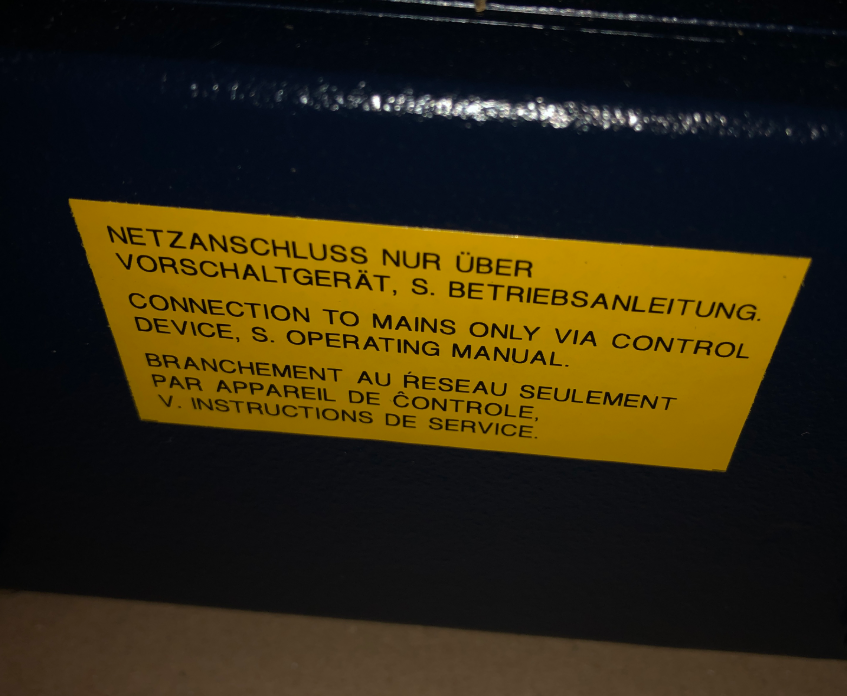 NETZANSCHLUSS NUR ÜBER
VORSCHALTGERÄT, S. BETRIEBSANLEITUNG.
CONNECTION TO MAINS ONLY VIA CONTROL
DEVICE, S. OPERATING MANUAL.
BRANCHEMENT AU ŔESEAU SEULEMENT
PAR APPAREIL DE ĈONTROLE,
V. INSTRUCTIONS DE SERVICE.